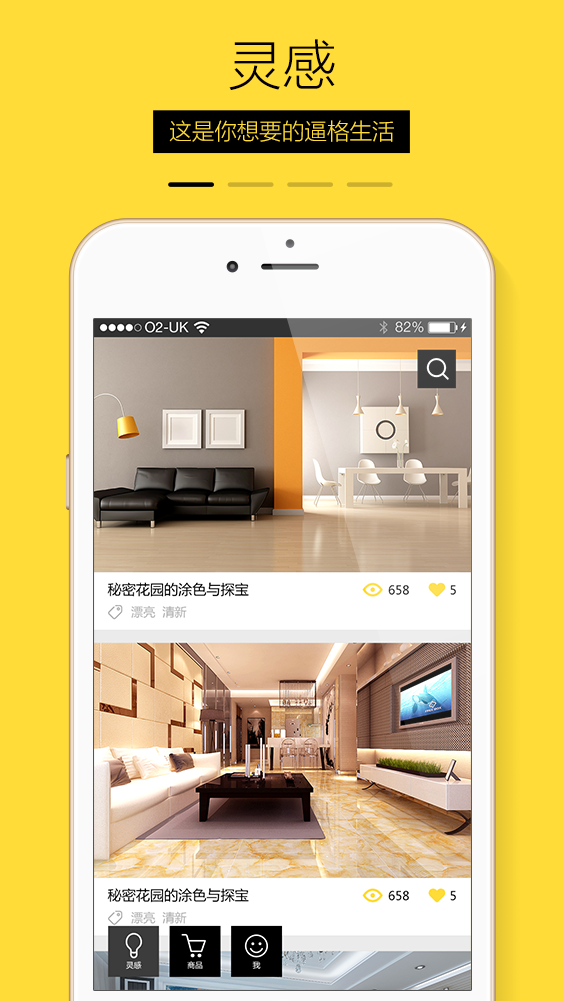 灵感
这是你想要的逼格生活
O2-UK 82%
秘密花园的涂色与探宝 658 5
漂亮 清新
秘密花园的涂色与探宝 658 5
漂亮 清新
灵感 商品 我